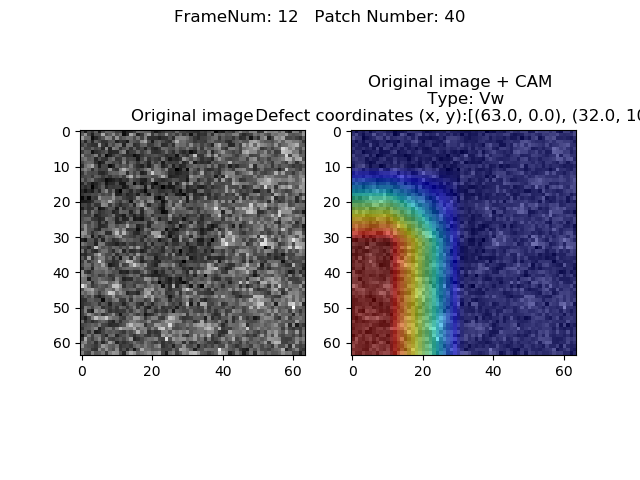 FrameNum: 12   Patch Number: 40
Original image
0
10
20
30
40
50
60
0 20 40 60
Original image + CAM
Type: Vw
Defect coordinates (x, y):[(63.0, 0.0), (32.0, 10
0
10
20
30
40
50
60
0 20 40 60